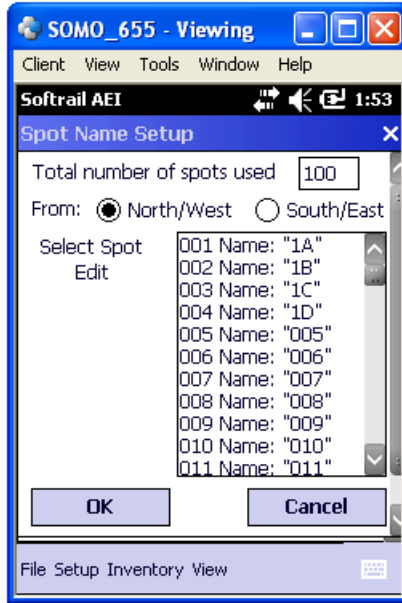 SOMO_655 - Viewing
Client View Tools Window Help
Softrail AEI 1:53
Spot Name Setup
Total number of spots used 100
From: North/West South/East
Select Spot
Edit
001 Name: "1A"
002 Name: "1B"
003 Name: "1C"
004 Name: "1D"
005 Name: "005"
006 Name: "006"
007 Name: "007"
008 Name: "008"
009 Name: "009"
010 Name: "010"
011 Name: "011"
OK Cancel
File Setup Inventory View